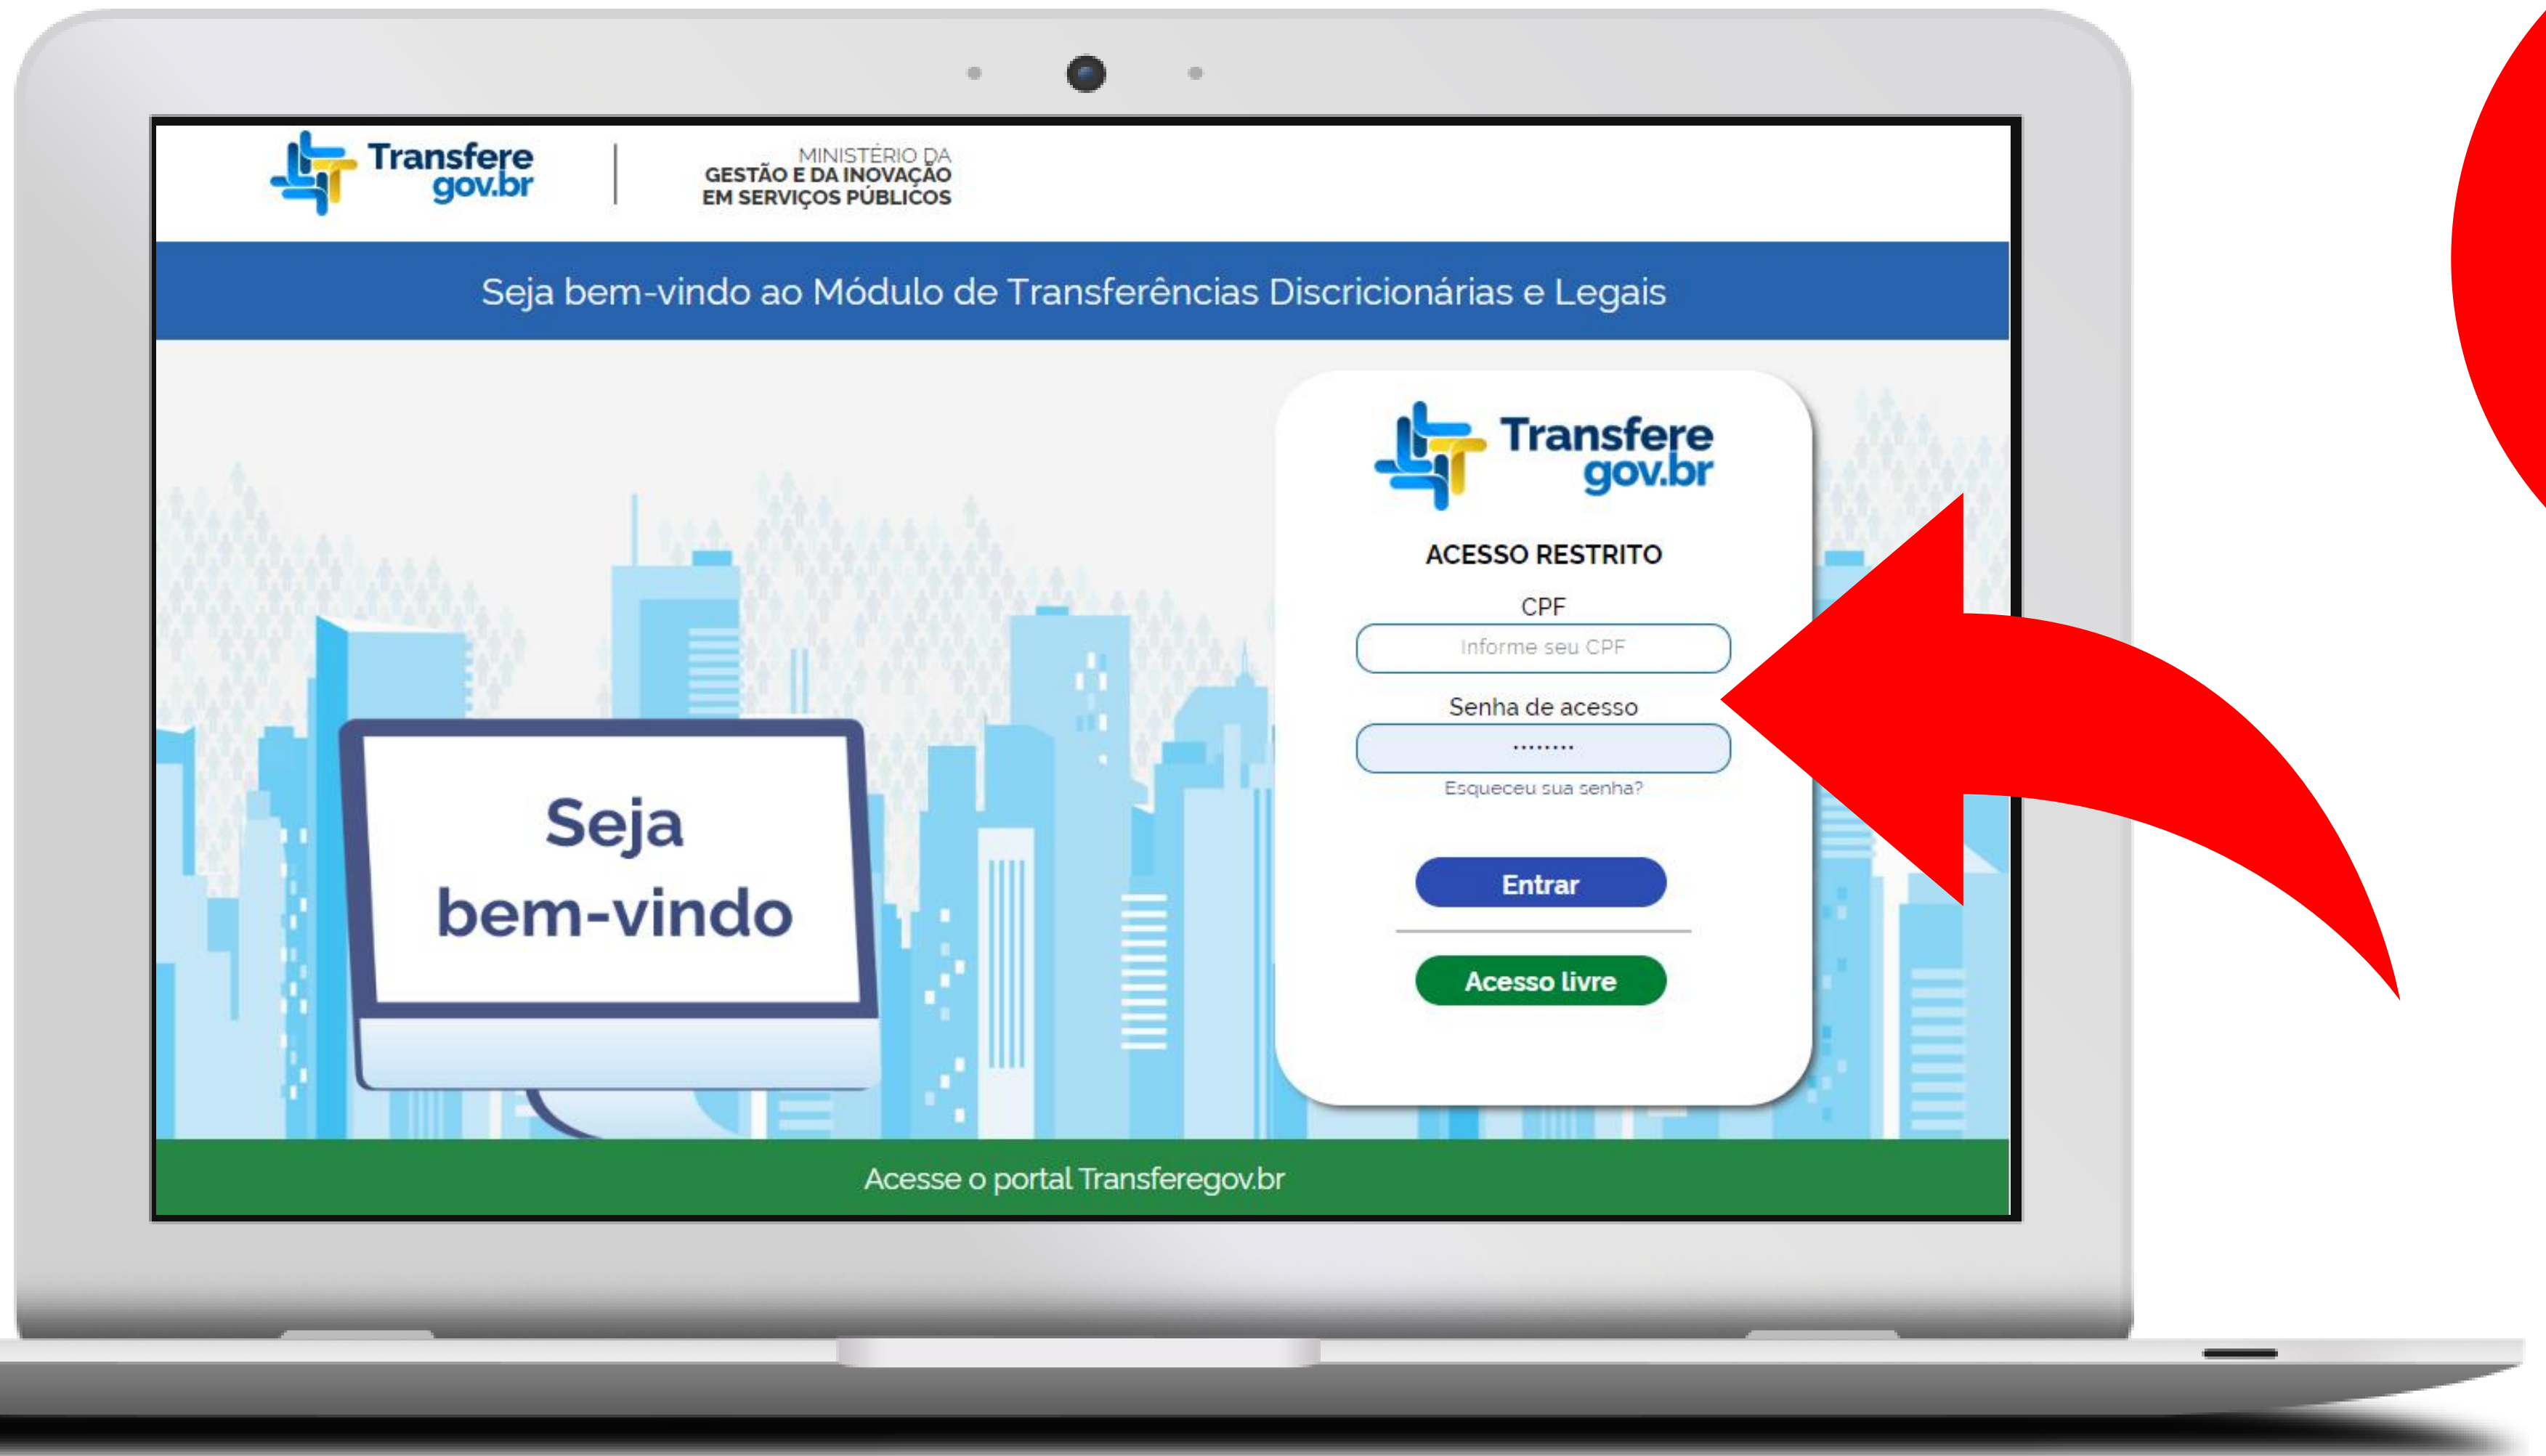 Transfere
gov.br
MINISTÉRIO DA
GESTÃO E DA INOVAÇÃO
EM SERVIÇOS PÚBLICOS
Seja bem-vindo ao Módulo de Transferências Discricionárias e Legais
Transfere
gov.br
ACESSO RESTRITO
CPF
Informe seu CPF
Senha de acesso
········
Esqueceu sua senha?
Entrar
Acesso livre
Seja
bem-vindo
Acesse o portal Transferegov.br